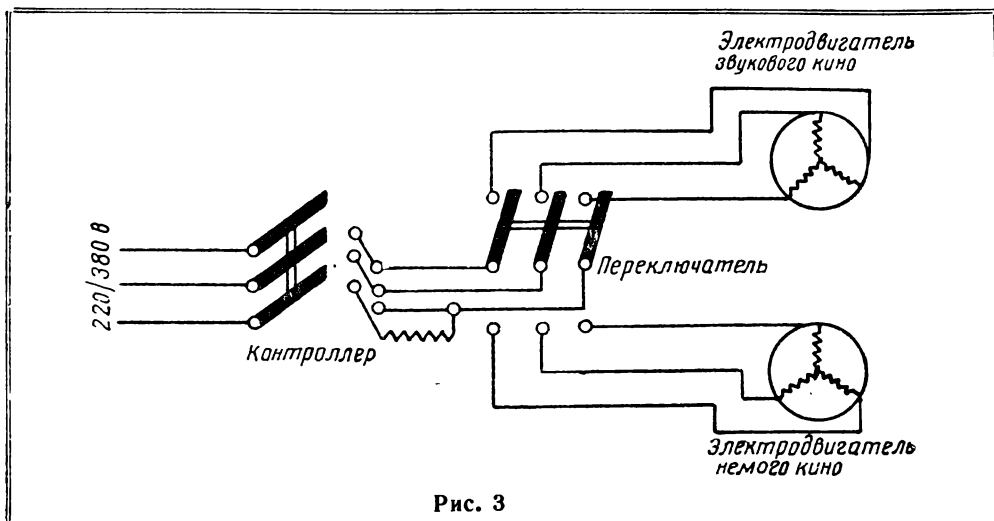 Электродвигатель
звукового кино
220/380 В
Переключатель
Контроллер
Электродвигатель
немого кино
Рис. 3